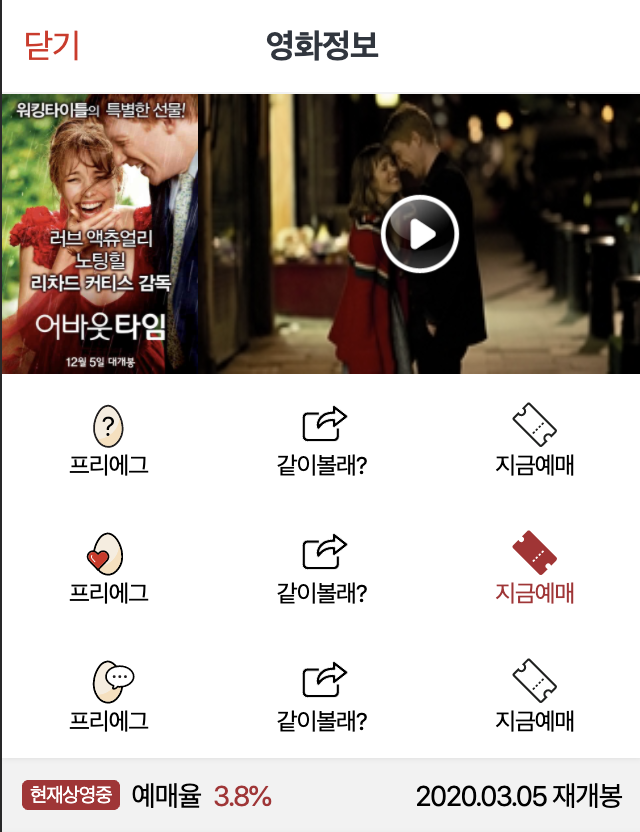 닫기
영화정보
워킹타이틀의 특별한 선물!
러브 액츄얼리
노팅힐
리차드 커티스 감독
어바웃타임
12월 5일 대개봉
?
프리에그
같이볼래?
지금예매
프리에그
같이볼래?
지금예매
프리에그
같이볼래?
지금예매
현재상영중 예매율 3.8%
2020.03.05 재개봉